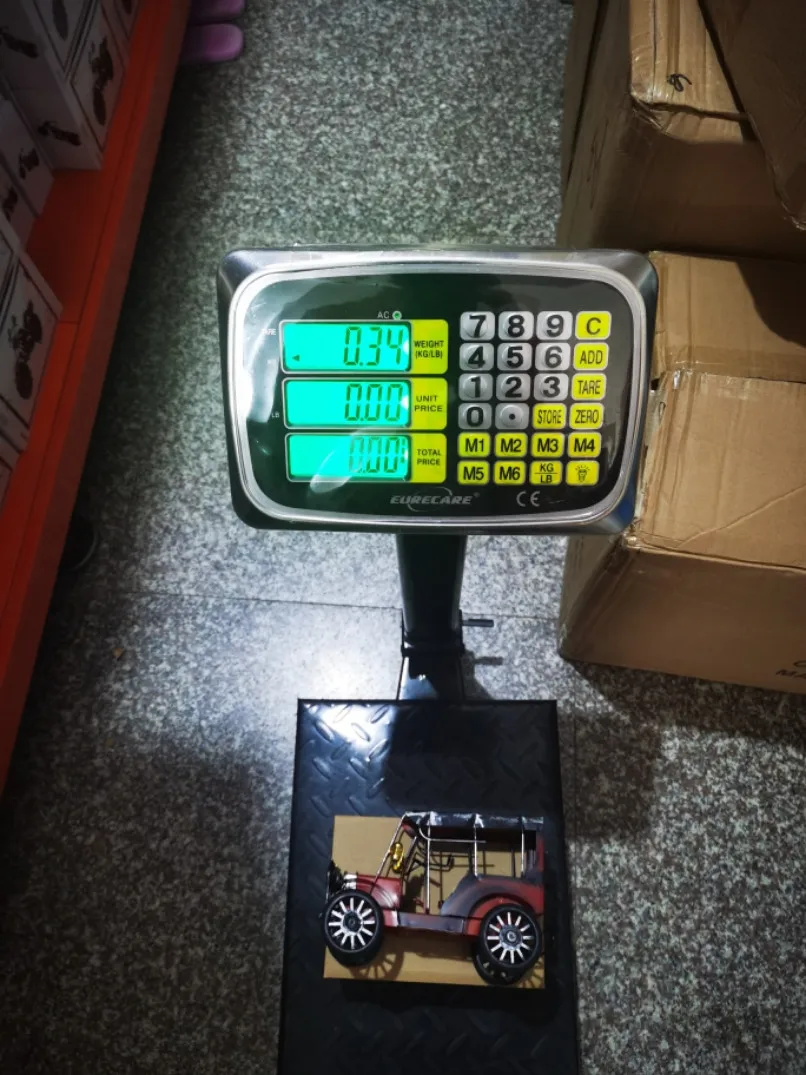 AC
TARE
0.34
WEIGHT
(KG/LB)
LB
0.00
UNIT
PRICE
0.00
TOTAL
PRICE
7 8 9 C
4 5 6 ADD
1 2 3 TARE
0 . STORE ZERO
M1 M2 M3 M4
M5 M6 KG
LB
EURECARE®
CE